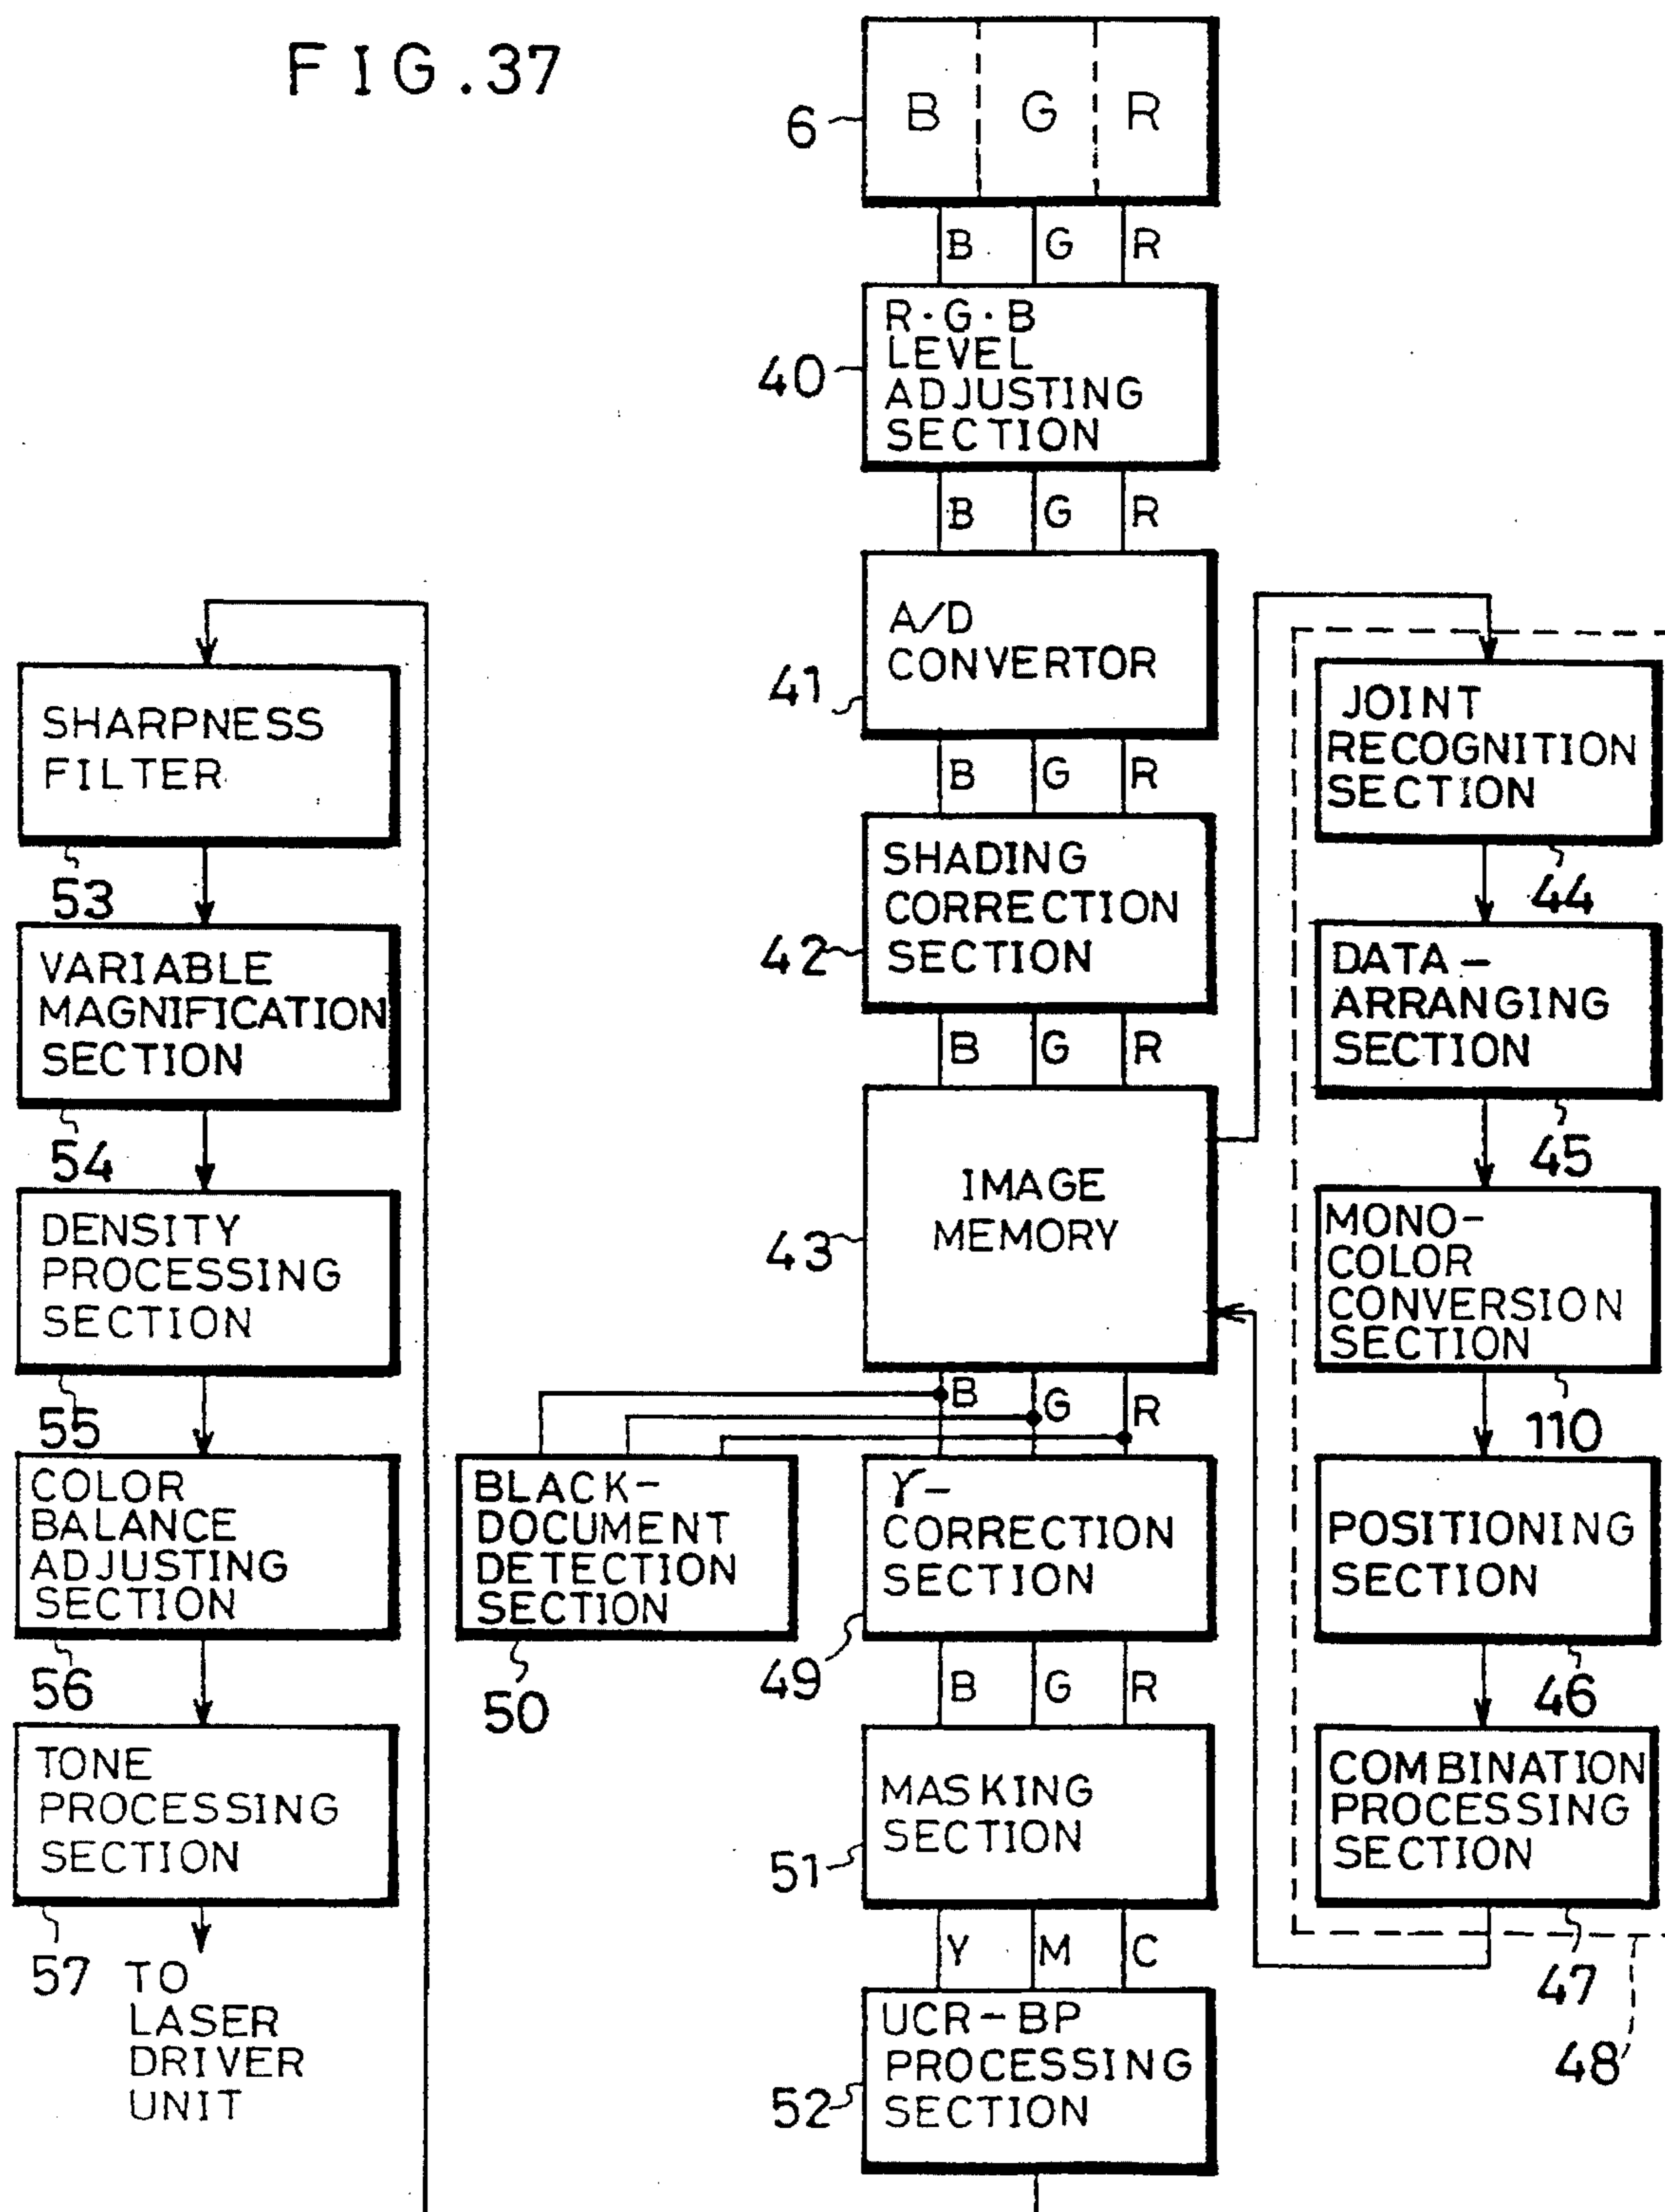 FIG.37
B G R
6
B G R
R·G·B
LEVEL
ADJUSTING
SECTION
40
B G R
A/D
CONVERTOR
41
B G R
SHADING
CORRECTION
SECTION
42
B G R
IMAGE
MEMORY
43
B G R
BLACK-
DOCUMENT
DETECTION
SECTION
50
γ-
CORRECTION
SECTION
49
B G R
MASKING
SECTION
51
Y M C
UCR-BP
PROCESSING
SECTION
52
JOINT
RECOGNITION
SECTION
44
DATA-
ARRANGING
SECTION
45
MONO-
COLOR
CONVERSION
SECTION
110
POSITIONING
SECTION
46
COMBINATION
PROCESSING
SECTION
47
48'
SHARPNESS
FILTER
53
VARIABLE
MAGNIFICATION
SECTION
54
DENSITY
PROCESSING
SECTION
55
COLOR
BALANCE
ADJUSTING
SECTION
56
TONE
PROCESSING
SECTION
57
TO
LASER
DRIVER
UNIT